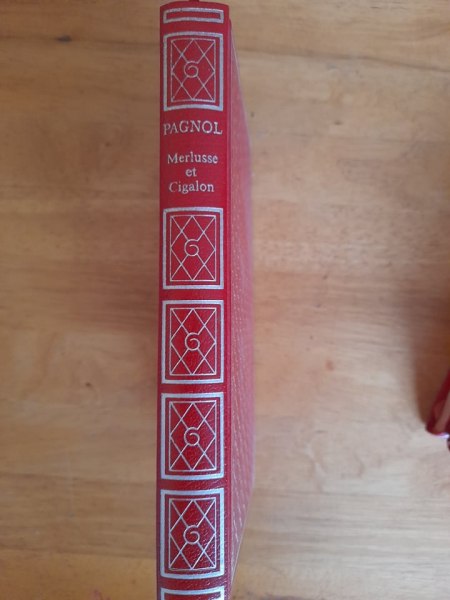 PAGNOL
Merlusse
et
Cigalon